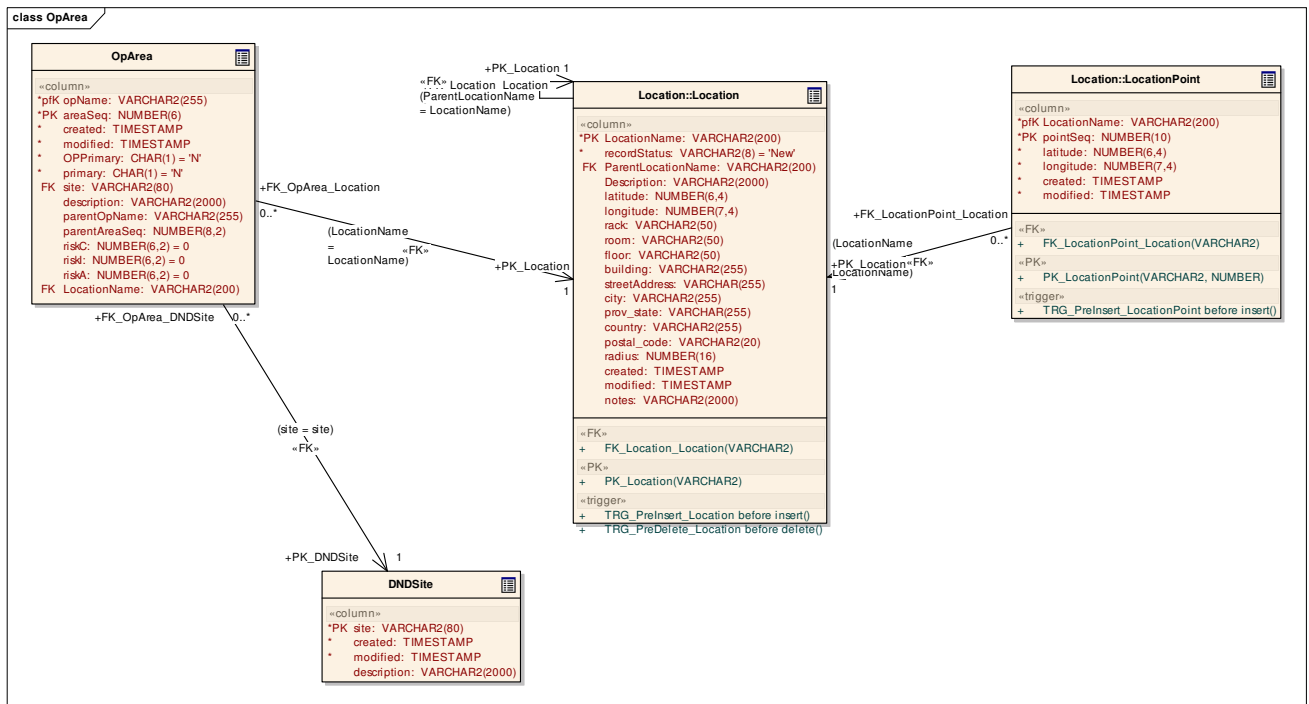 class OpArea
OpArea
«column»
*pfK opName: VARCHAR2(255)
*PK areaSeq: NUMBER(6)
* created: TIMESTAMP
* modified: TIMESTAMP
* OPPrimary: CHAR(1) = 'N'
* primary: CHAR(1) = 'N'
FK site: VARCHAR2(80)
description: VARCHAR2(2000)
parentOpName: VARCHAR2(255)
parentAreaSeq: NUMBER(8,2)
riskC: NUMBER(6,2) = 0
riskI: NUMBER(6,2) = 0
riskA: NUMBER(6,2) = 0
FK LocationName: VARCHAR2(200)
+FK_OpArea_Location
0..*
(LocationName
=
LocationName)
«FK»
+PK_Location
1
+PK_Location 1
«FK»
Location Location
(ParentLocationName
= LocationName)
Location::Location
«column»
*PK LocationName: VARCHAR2(200)
* recordStatus: VARCHAR2(8) = 'New'
FK ParentLocationName: VARCHAR2(200)
Description: VARCHAR2(2000)
latitude: NUMBER(6,4)
longitude: NUMBER(7,4)
rack: VARCHAR2(50)
room: VARCHAR2(50)
floor: VARCHAR2(50)
building: VARCHAR2(255)
streetAddress: VARCHAR(255)
city: VARCHAR2(255)
prov_state: VARCHAR(255)
country: VARCHAR2(255)
postal_code: VARCHAR2(20)
radius: NUMBER(16)
created: TIMESTAMP
modified: TIMESTAMP
notes: VARCHAR2(2000)
«FK»
+ FK_Location_Location(VARCHAR2)
«PK»
+ PK_Location(VARCHAR2)
«trigger»
+ TRG_PreInsert_Location before insert()
+ TRG_PreDelete_Location before delete()
+FK_LocationPoint_Location
0..*
(LocationName
+PK_Location
«FK»
LocationName)
1
Location::LocationPoint
«column»
*pfK LocationName: VARCHAR2(200)
*PK pointSeq: NUMBER(10)
* latitude: NUMBER(6,4)
* longitude: NUMBER(7,4)
* created: TIMESTAMP
* modified: TIMESTAMP
«FK»
+ FK_LocationPoint_Location(VARCHAR2)
«PK»
+ PK_LocationPoint(VARCHAR2, NUMBER)
«trigger»
+ TRG_PreInsert_LocationPoint before insert()
+FK_OpArea_DNDSite 0..*
(site = site)
«FK»
+PK_DNDSite 1
DNDSite
«column»
*PK site: VARCHAR2(80)
* created: TIMESTAMP
* modified: TIMESTAMP
description: VARCHAR2(2000)